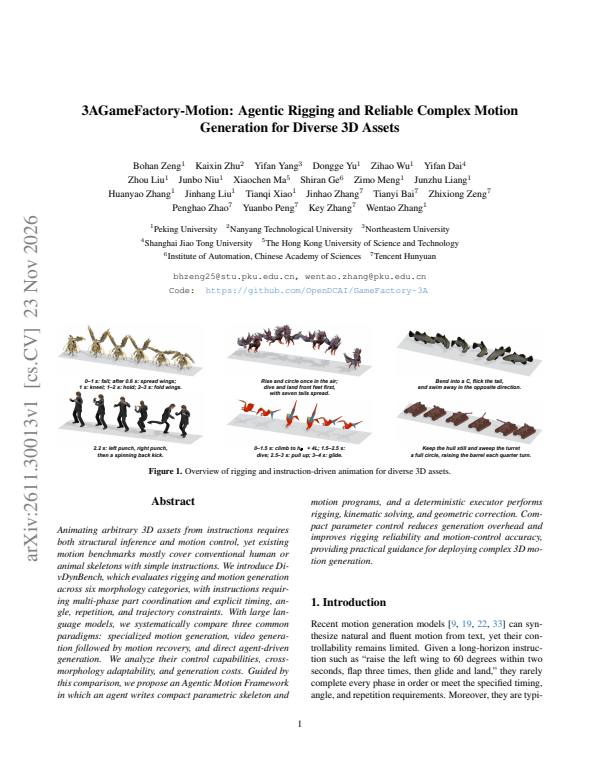 3AGameFactory-Motion: Agentic Rigging and Reliable Complex Motion
Generation for Diverse 3D Assets
Bohan Zeng1 Kaixin Zhu2 Yifan Yang3 Dongge Yu1 Zihao Wu1 Yifan Dai4
Zhou Liu1 Junbo Niu1 Xiaochen Ma5 Shiran Ge6 Zimo Meng1 Junzhu Liang1
Huanyao Zhang1 Jinhang Liu1 Tianqi Xiao1 Jinhao Zhang7 Tianyi Bai7 Zhixiong Zeng7
Penghao Zhao7 Yuanbo Peng7 Key Zhang7 Wentao Zhang1
1Peking University 2Nanyang Technological University 3Northeastern University
4Shanghai Jiao Tong University 5The Hong Kong University of Science and Technology
6Institute of Automation, Chinese Academy of Sciences 7Tencent Hunyuan
bhzeng25@stu.pku.edu.cn, wentao.zhang@pku.edu.cn
Code: https://github.com/OpenDCAI/GameFactory-3A
arXiv:2611.30013v1 [cs.CV] 23 Nov 2026
0–1 s: fall; after 0.6 s: spread wings;
1 s: kneel; 1–2 s: hold; 2–3 s: fold wings.
Rise and circle once in the air;
dive and land front feet first,
with seven tails spread.
Bend into a C, flick the tail,
and swim away in the opposite direction.
2.2 s: left punch, right punch,
then a spinning back kick.
0–1.5 s: climb to h + 4L; 1.5–2.5 s:
dive; 2.5–3 s: pull up; 3–4 s: glide.
Keep the hull still and sweep the turret
a full circle, raising the barrel each quarter turn.
Figure 1. Overview of rigging and instruction-driven animation for diverse 3D assets.
Abstract
Animating arbitrary 3D assets from instructions requires
both structural inference and motion control, yet existing
motion benchmarks mostly cover conventional human or
animal skeletons with simple instructions. We introduce Di-
vDynBench, which evaluates rigging and motion generation
across six morphology categories, with instructions requir-
ing multi-phase part coordination and explicit timing, an-
gle, repetition, and trajectory constraints. With large lan-
guage models, we systematically compare three common
paradigms: specialized motion generation, video genera-
tion followed by motion recovery, and direct agent-driven
generation. We analyze their control capabilities, cross-
morphology adaptability, and generation costs. Guided by
this comparison, we propose an Agentic Motion Framework
in which an agent writes compact parametric skeleton and
motion programs, and a deterministic executor performs
rigging, kinematic solving, and geometric correction. Com-
pact parameter control reduces generation overhead and
improves rigging reliability and motion-control accuracy,
providing practical guidance for deploying complex 3D mo-
tion generation.
1. Introduction
Recent motion generation models [9, 19, 22, 33] can syn-
thesize natural and fluent motion from text, yet their con-
trollability remains limited. Given a long-horizon instruc-
tion such as “raise the left wing to 60 degrees within two
seconds, flap three times, then glide and land,” they rarely
complete every phase in order or meet the specified timing,
angle, and repetition requirements. Moreover, they are typi-
1